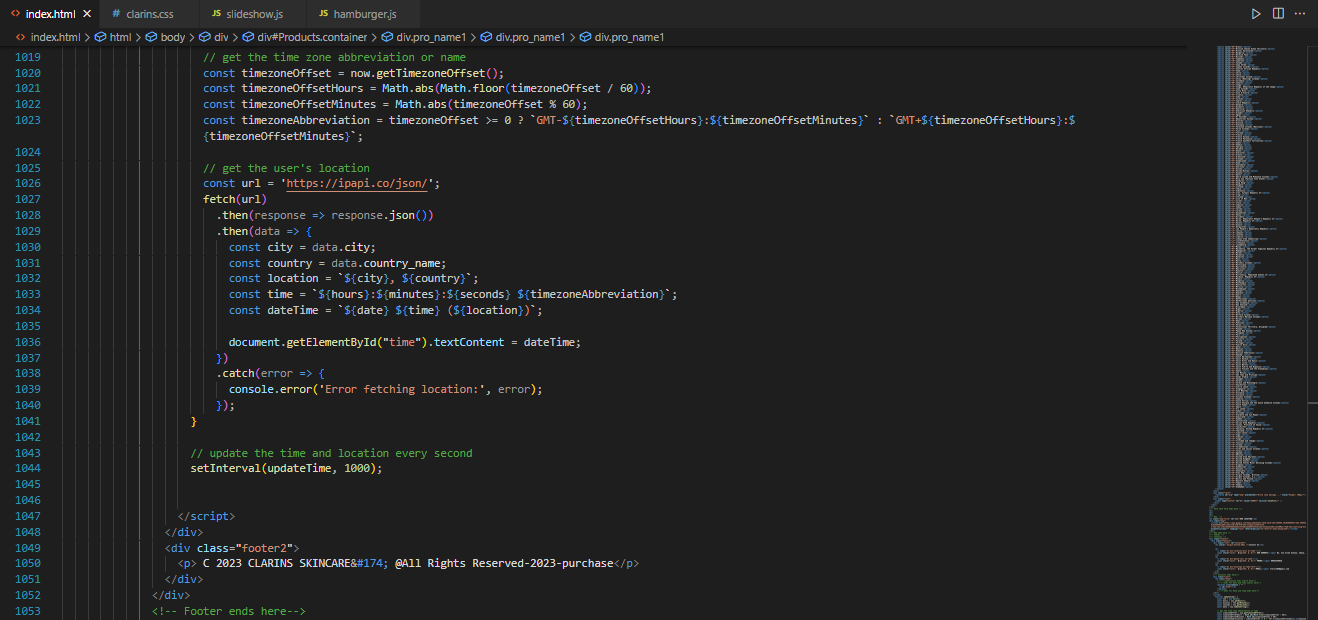 index.html
clarins.css
JS slideshow.js
JS hamburger.js
index.html > html > body > div > div#Products.container > div.pro_name1 > div.pro_name1 > div.pro_name1
1019 // get the time zone abbreviation or name
1020 const timezoneOffset = now.getTimezoneOffset();
1021 const timezoneOffsetHours = Math.abs(Math.floor(timezoneOffset / 60));
1022 const timezoneOffsetMinutes = Math.abs(timezoneOffset % 60);
1023 const timezoneAbbreviation = timezoneOffset >= 0 ? `GMT-${timezoneOffsetHours}:${timezoneOffsetMinutes}` : `GMT+${timezoneOffsetHours}:$
{timezoneOffsetMinutes}`;
1024
1025 // get the user's location
1026 const url = 'https://ipapi.co/json/';
1027 fetch(url)
1028 .then(response => response.json())
1029 .then(data => {
1030 const city = data.city;
1031 const country = data.country_name;
1032 const location = `${city}, ${country}`;
1033 const time = `${hours}:${minutes}:${seconds} ${timezoneAbbreviation}`;
1034 const dateTime = `${date} ${time} (${location})`;
1035
1036 document.getElementById("time").textContent = dateTime;
1037 })
1038 .catch(error => {
1039 console.error('Error fetching location:', error);
1040 });
1041 }
1042
1043 // update the time and location every second
1044 setInterval(updateTime, 1000);
1045
1046
1047 </script>
1048 </div>
1049 <div class="footer2">
1050 <p> C 2023 CLARINS SKINCARE&#174; @All Rights Reserved-2023-purchase</p>
1051 </div>
1052 </div>
1053 <!-- Footer ends here-->